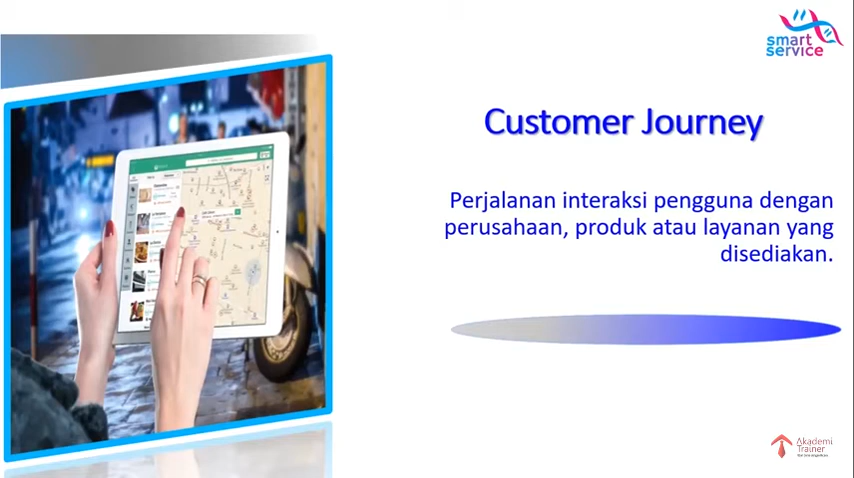 smart
service
Customer Journey
Perjalanan interaksi pengguna dengan
perusahaan, produk atau layanan yang
disediakan.
Akademi
Trainer